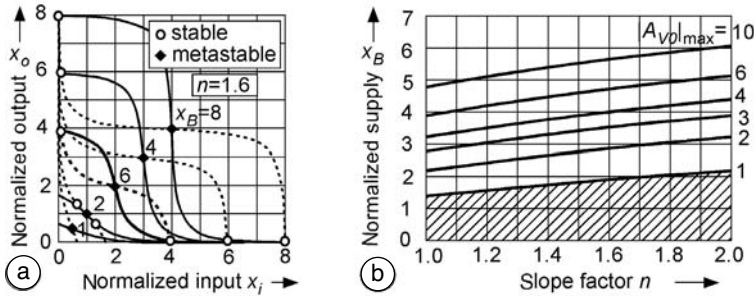 8
x_o
6
4
2
0
Normalized output
stable
metastable
n=1.6
x_B=8
4
6
2
1
0 2 4 6 8
Normalized input x_i
a
7
x_B
6
5
4
3
2
1
0
Normalized supply
A_V0|max= 10
6
4
3
2
1
1.0 1.2 1.4 1.6 1.8 2.0
Slope factor n
b